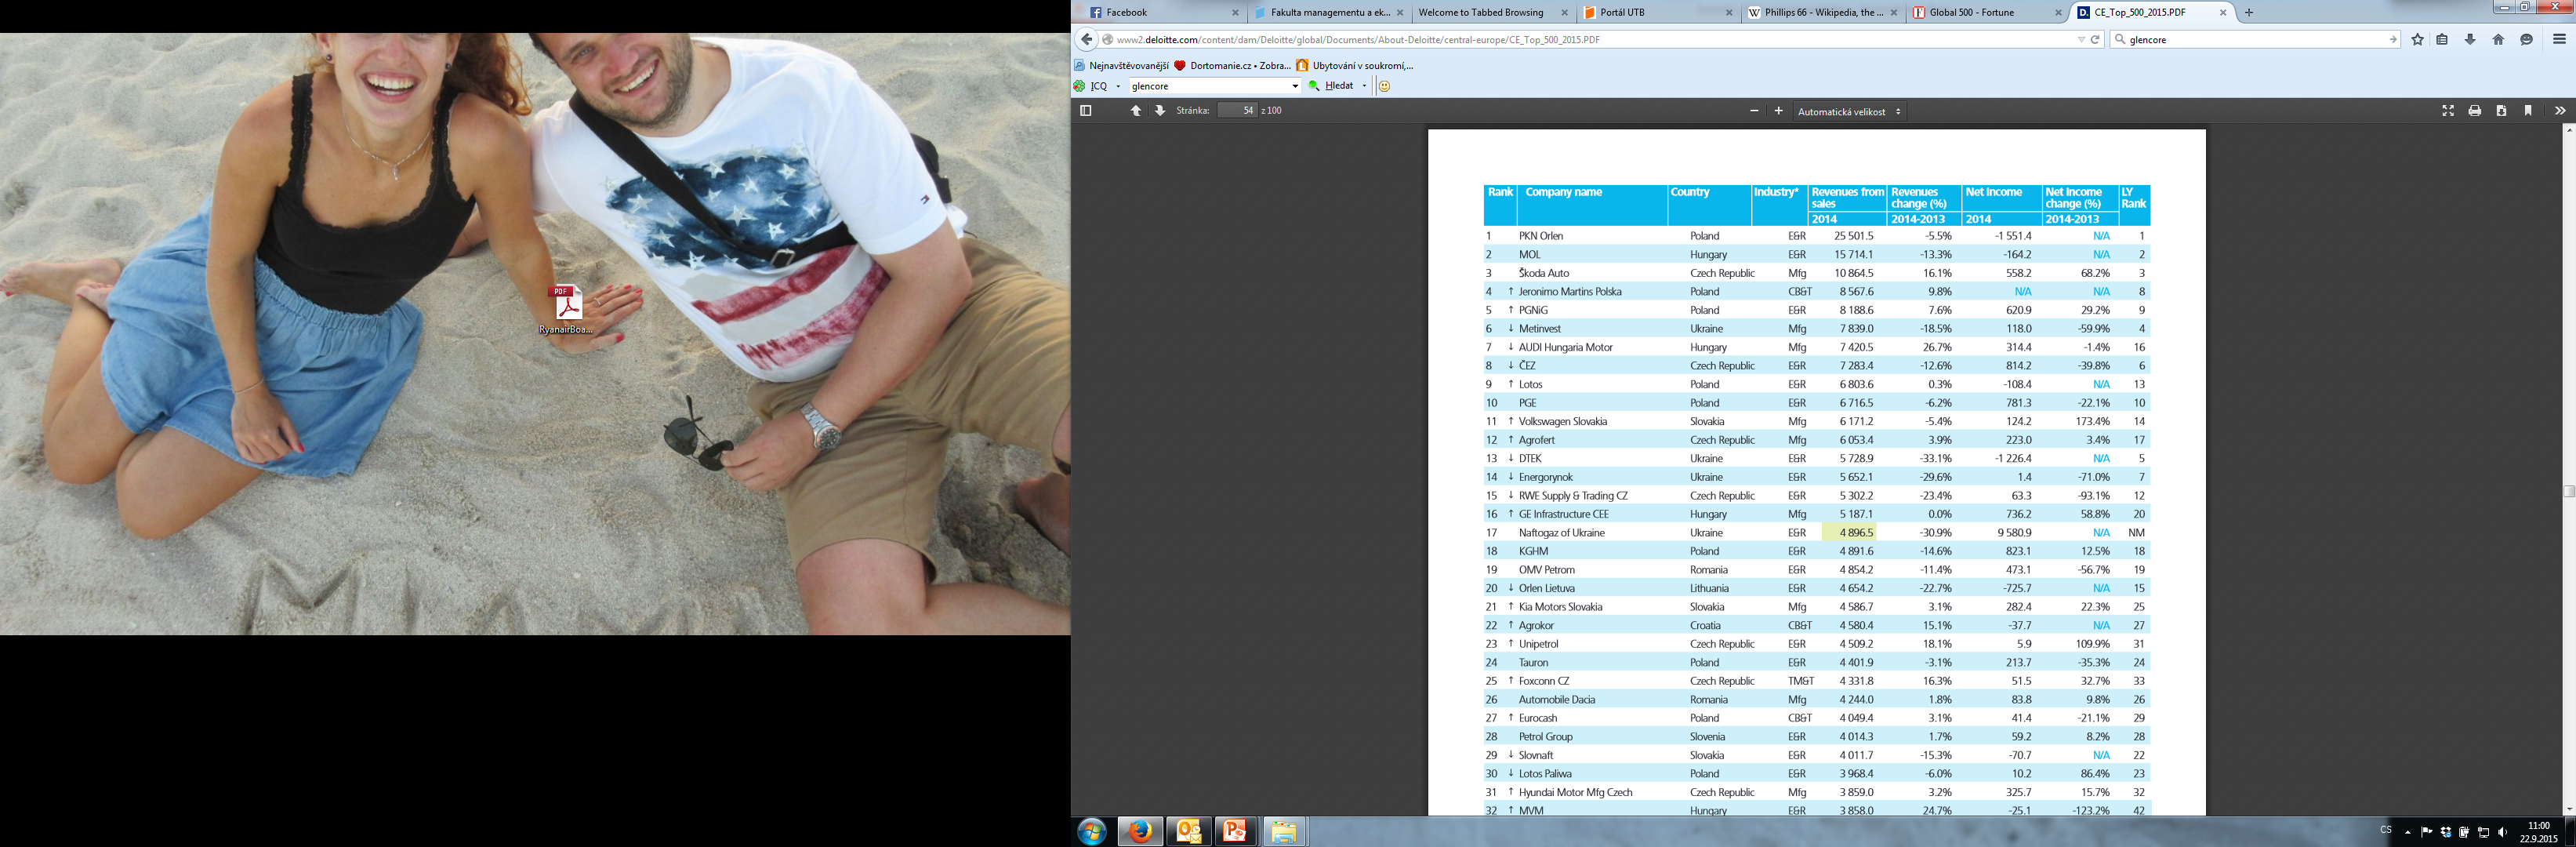 RyanairBoa...
Facebook
Fakulta managementu a ek...
Welcome to Tabbed Browsing
Portál UTB
Phillips 66 - Wikipedia, the ...
Global 500 - Fortune
CE_Top_500_2015.PDF
www2.deloitte.com/content/dam/Deloitte/global/Documents/About-Deloitte/central-europe/CE_Top_500_2015.PDF
glencore
Nejnavštěvovanější Dortomanie.cz • Zobra... Ubytování v soukromí,...
ICQ glencore Hledat
Stránka: 54 z 100 Automatická velikost
Rank Company name Country Industry* Revenues from sales 2014 Revenues change (%) 2014-2013 Net Income 2014 Net Income change (%) 2014-2013 LY Rank
1 PKN Orlen Poland E&R 25 501.5 -5.5% -1 551.4 N/A 1
2 MOL Hungary E&R 15 714.1 -13.3% -164.2 N/A 2
3 Škoda Auto Czech Republic Mfg 10 864.5 16.1% 558.2 68.2% 3
4 ↑ Jeronimo Martins Polska Poland CB&T 8 567.6 9.8% N/A N/A 8
5 ↑ PGNiG Poland E&R 8 188.6 7.6% 620.9 29.2% 9
6 ↓ Metinvest Ukraine Mfg 7 839.0 -18.5% 118.0 -59.9% 4
7 ↓ AUDI Hungaria Motor Hungary Mfg 7 420.5 26.7% 314.4 -1.4% 16
8 ↓ ČEZ Czech Republic E&R 7 283.4 -12.6% 814.2 -39.8% 6
9 ↑ Lotos Poland E&R 6 803.6 0.3% -108.4 N/A 13
10 PGE Poland E&R 6 716.5 -6.2% 781.3 -22.1% 10
11 ↑ Volkswagen Slovakia Slovakia Mfg 6 171.2 -5.4% 124.2 173.4% 14
12 ↑ Agrofert Czech Republic Mfg 6 053.4 3.9% 223.0 3.4% 17
13 ↓ DTEK Ukraine E&R 5 728.9 -33.1% -1 226.4 N/A 5
14 ↓ Energorynok Ukraine E&R 5 652.1 -29.6% 1.4 -71.0% 7
15 ↓ RWE Supply & Trading CZ Czech Republic E&R 5 302.2 -23.4% 63.3 -93.1% 12
16 ↑ GE Infrastructure CEE Hungary Mfg 5 187.1 0.0% 736.2 58.8% 20
17 Naftogaz of Ukraine Ukraine E&R 4 896.5 -30.9% 9 580.9 N/A NM
18 KGHM Poland E&R 4 891.6 -14.6% 823.1 12.5% 18
19 OMV Petrom Romania E&R 4 854.2 -11.4% 473.1 -56.7% 19
20 ↓ Orlen Lietuva Lithuania E&R 4 654.2 -22.7% -725.7 N/A 15
21 ↑ Kia Motors Slovakia Slovakia Mfg 4 586.7 3.1% 282.4 22.3% 25
22 ↑ Agrokor Croatia CB&T 4 580.4 15.1% -37.7 N/A 27
23 ↑ Unipetrol Czech Republic E&R 4 509.2 18.1% 5.9 109.9% 31
24 Tauron Poland E&R 4 401.9 -3.1% 213.7 -35.3% 24
25 ↑ Foxconn CZ Czech Republic TM&T 4 331.8 16.3% 51.5 32.7% 33
26 Automobile Dacia Romania Mfg 4 244.0 1.8% 83.8 9.8% 26
27 ↑ Eurocash Poland CB&T 4 049.4 3.1% 41.4 -21.1% 29
28 Petrol Group Slovenia E&R 4 014.3 1.7% 59.2 8.2% 28
29 ↓ Slovnaft Slovakia E&R 4 011.7 -15.3% -70.7 N/A 22
30 ↓ Lotos Paliwa Poland E&R 3 968.4 -6.0% 10.2 86.4% 23
31 ↑ Hyundai Motor Mfg Czech Czech Republic Mfg 3 859.0 3.2% 325.7 15.7% 32
32 ↑ MVM Hungary E&R 3 858.0 24.7% -25.1 -123.2% 42
CS 11:00
22.9.2015